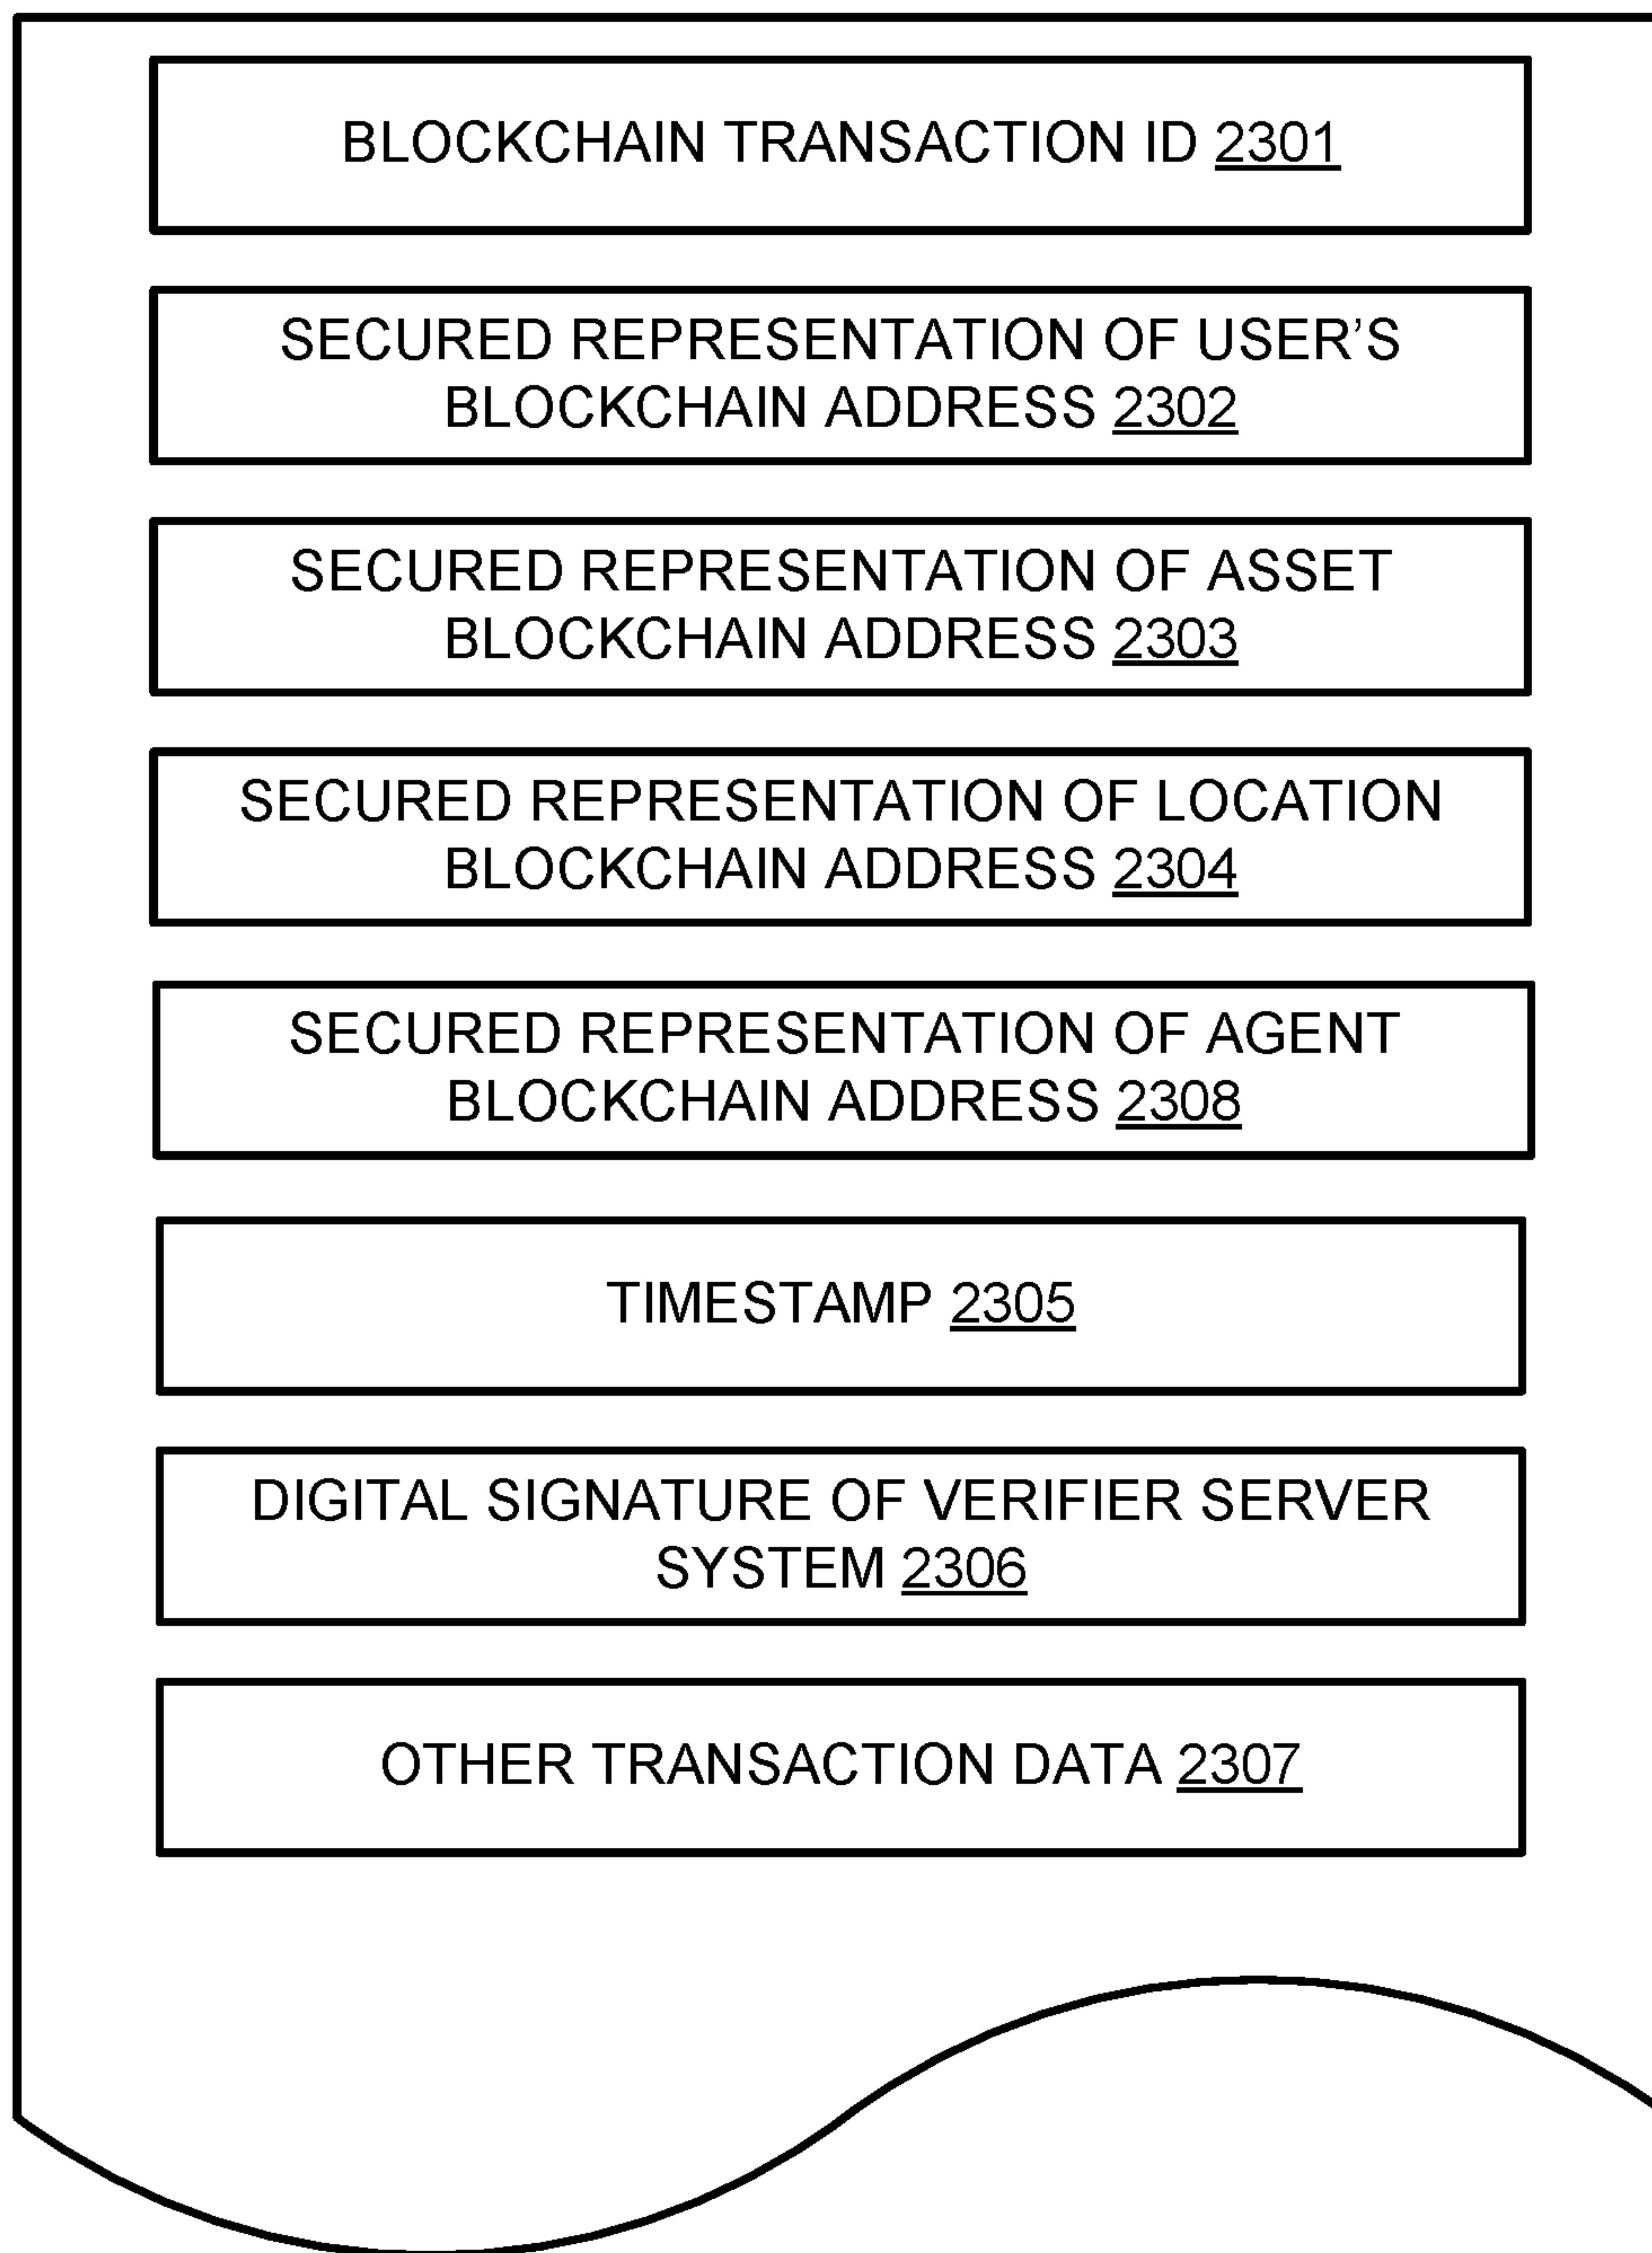 BLOCKCHAIN TRANSACTION ID 2301
SECURED REPRESENTATION OF USER’S
BLOCKCHAIN ADDRESS 2302
SECURED REPRESENTATION OF ASSET
BLOCKCHAIN ADDRESS 2303
SECURED REPRESENTATION OF LOCATION
BLOCKCHAIN ADDRESS 2304
SECURED REPRESENTATION OF AGENT
BLOCKCHAIN ADDRESS 2308
TIMESTAMP 2305
DIGITAL SIGNATURE OF VERIFIER SERVER
SYSTEM 2306
OTHER TRANSACTION DATA 2307